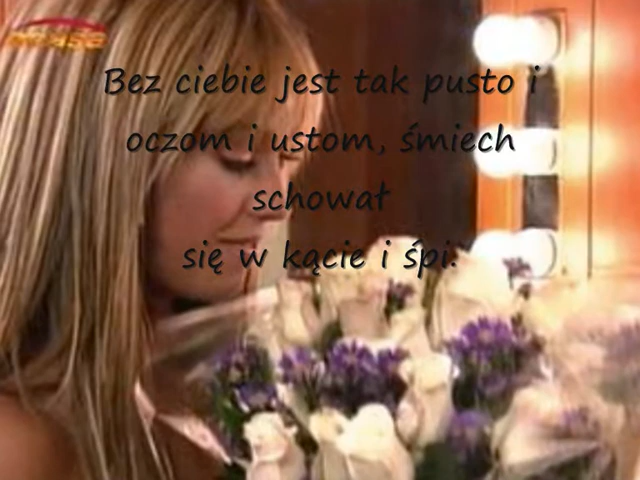 Bez ciebie jest tak pusto i
oczom i ustom, śmiech
schował
się w kącie i śpi.